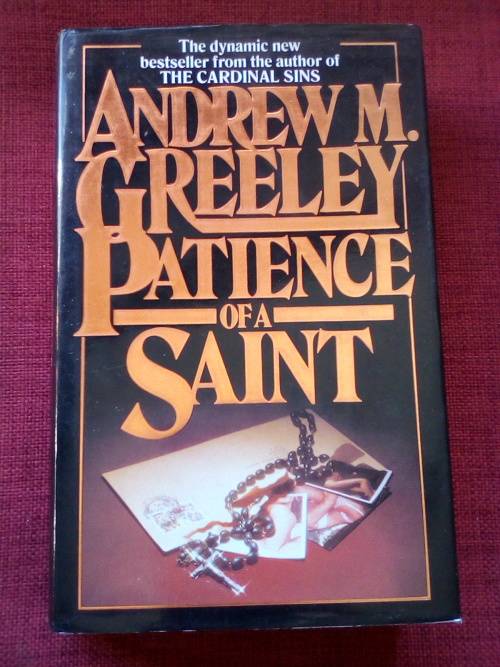 The dynamic new
bestseller from the author of
THE CARDINAL SINS
ANDREW M.
GREELEY
PATIENCE
OF A
SAINT